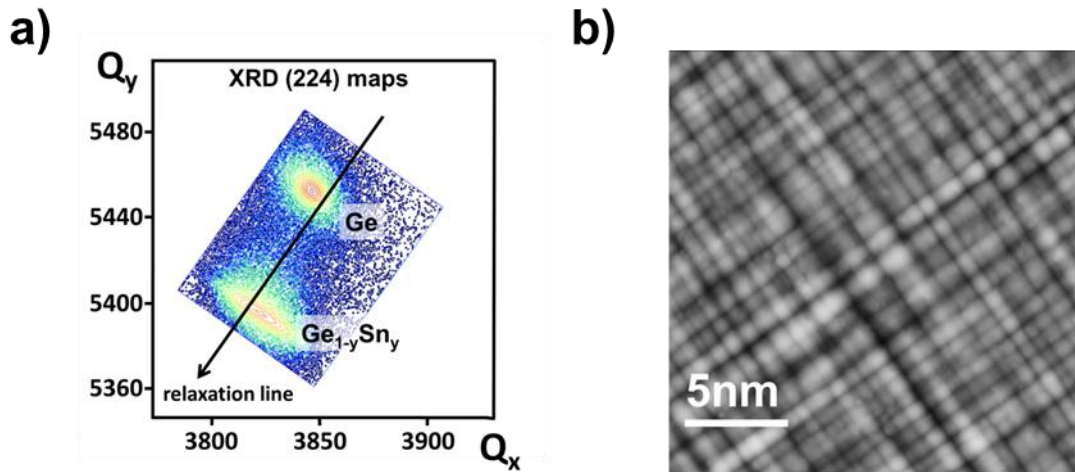 a)
Qy
XRD (224) maps
5480
5440
5400
5360
Ge
Ge1-ySny
relaxation line
3800 3850 3900
Qx
b)
5nm